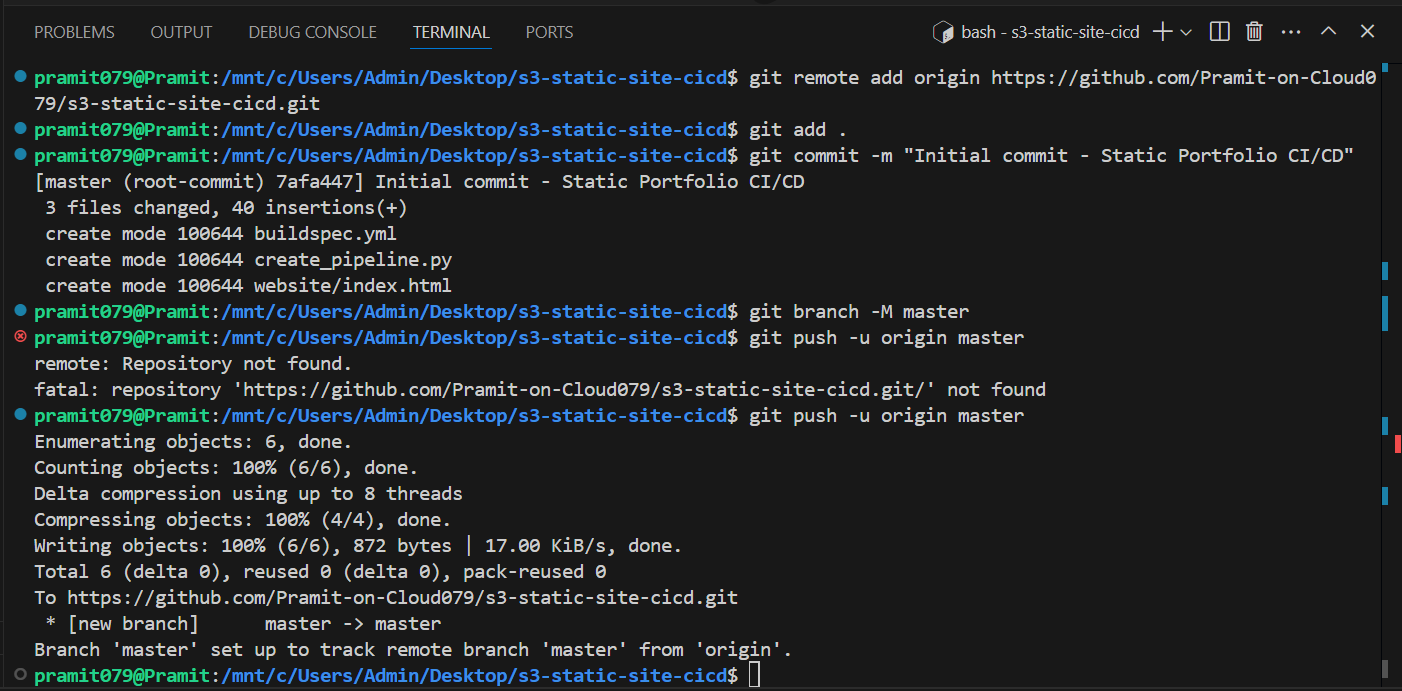 PROBLEMS OUTPUT DEBUG CONSOLE TERMINAL PORTS bash - s3-static-site-cicd
pramit079@Pramit:/mnt/c/Users/Admin/Desktop/s3-static-site-cicd$ git remote add origin https://github.com/Pramit-on-Cloud0
79/s3-static-site-cicd.git
pramit079@Pramit:/mnt/c/Users/Admin/Desktop/s3-static-site-cicd$ git add .
pramit079@Pramit:/mnt/c/Users/Admin/Desktop/s3-static-site-cicd$ git commit -m "Initial commit - Static Portfolio CI/CD"
[master (root-commit) 7afa447] Initial commit - Static Portfolio CI/CD
 3 files changed, 40 insertions(+)
 create mode 100644 buildspec.yml
 create mode 100644 create_pipeline.py
 create mode 100644 website/index.html
pramit079@Pramit:/mnt/c/Users/Admin/Desktop/s3-static-site-cicd$ git branch -M master
pramit079@Pramit:/mnt/c/Users/Admin/Desktop/s3-static-site-cicd$ git push -u origin master
remote: Repository not found.
fatal: repository 'https://github.com/Pramit-on-Cloud079/s3-static-site-cicd.git/' not found
pramit079@Pramit:/mnt/c/Users/Admin/Desktop/s3-static-site-cicd$ git push -u origin master
Enumerating objects: 6, done.
Counting objects: 100% (6/6), done.
Delta compression using up to 8 threads
Compressing objects: 100% (4/4), done.
Writing objects: 100% (6/6), 872 bytes | 17.00 KiB/s, done.
Total 6 (delta 0), reused 0 (delta 0), pack-reused 0
To https://github.com/Pramit-on-Cloud079/s3-static-site-cicd.git
 * [new branch]      master -> master
Branch 'master' set up to track remote branch 'master' from 'origin'.
pramit079@Pramit:/mnt/c/Users/Admin/Desktop/s3-static-site-cicd$